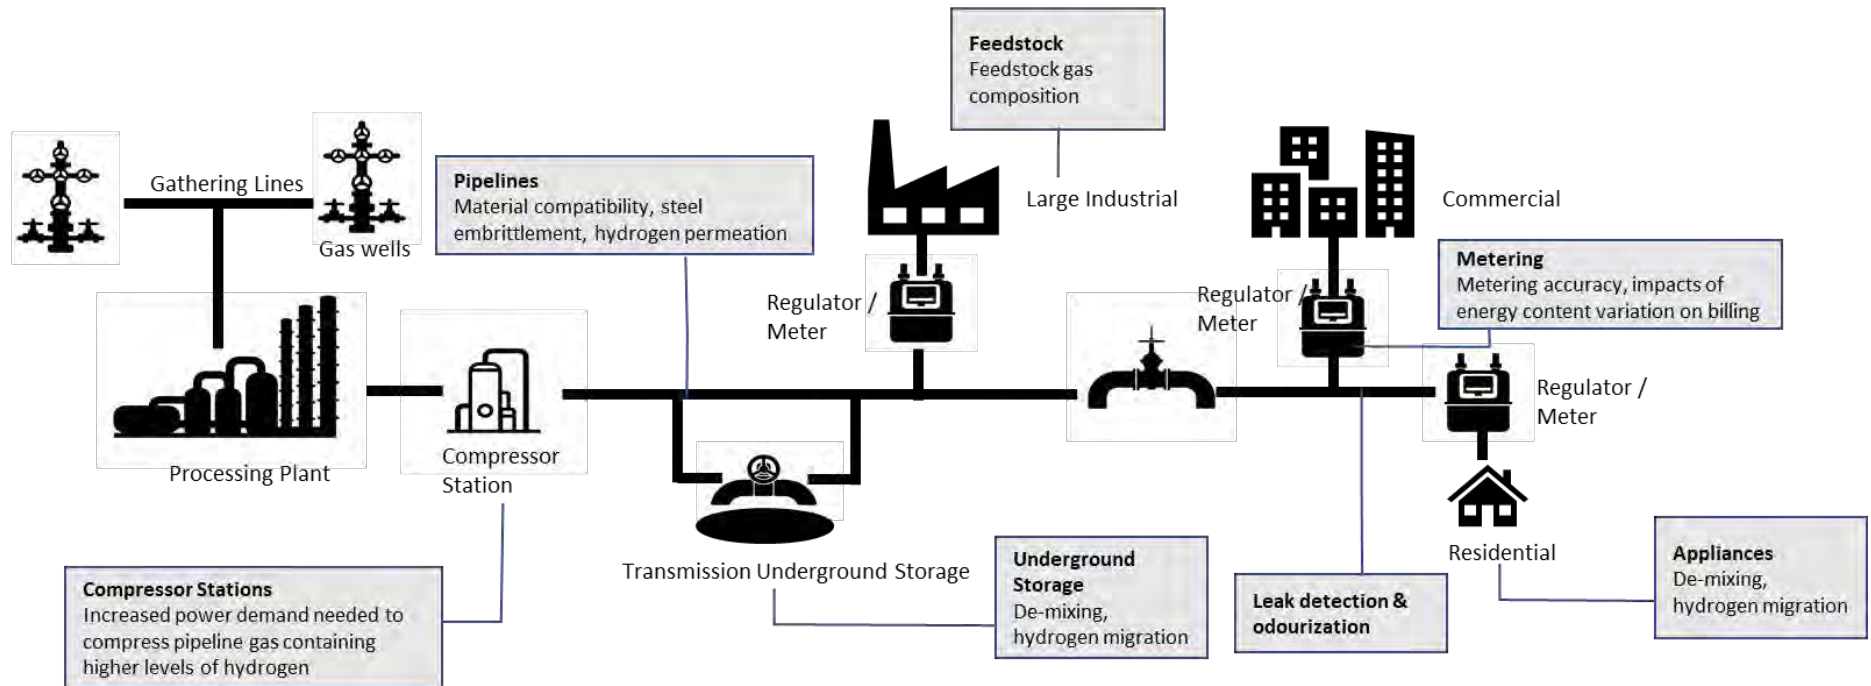 Feedstock
Feedstock gas
composition
Gathering Lines
Gas wells
Pipelines
Material compatibility, steel
embrittlement, hydrogen permeation
Large Industrial
Commercial
Regulator /
Meter
Regulator /
Meter
Metering
Metering accuracy, impacts of
energy content variation on billing
Regulator /
Meter
Processing Plant
Compressor
Station
Transmission Underground Storage
Residential
Compressor Stations
Increased power demand needed to
compress pipeline gas containing
higher levels of hydrogen
Underground
Storage
De-mixing,
hydrogen migration
Leak detection &
odourization
Appliances
De-mixing,
hydrogen migration